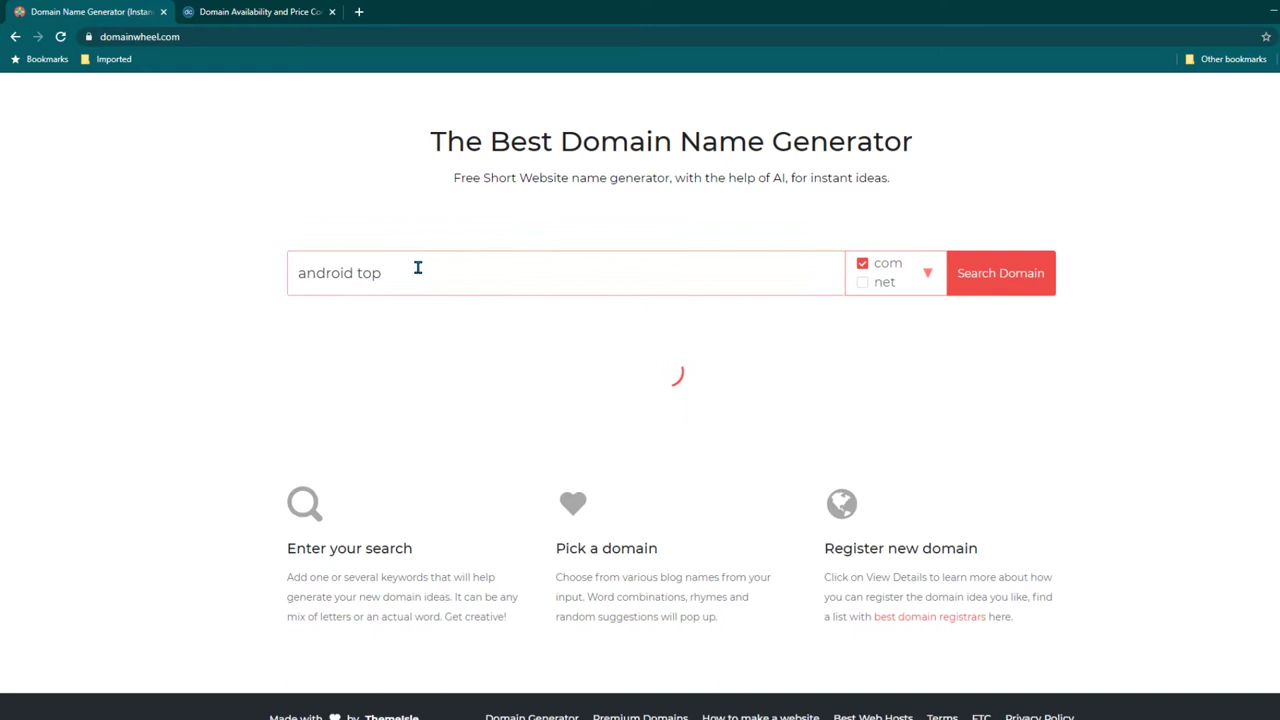 Domain Name Generator (Instan
Domain Availability and Price Co
domainwheel.com
Bookmarks
Imported
Other bookmarks
The Best Domain Name Generator
Free Short Website name generator, with the help of AI, for instant ideas.
android top
com
net
Search Domain
Enter your search
Add one or several keywords that will help
generate your new domain ideas. It can be any
mix of letters or an actual word. Get creative!
Pick a domain
Choose from various blog names from your
input. Word combinations, rhymes and
random suggestions will pop up.
Register new domain
Click on View Details to learn more about how
you can register the domain idea you like, find
a list with best domain registrars here.
Made with by ThemeIsle
Domain Generator
Premium Domains
How to make a website
Best Web Hosts
Terms
FTC
Privacy Policy